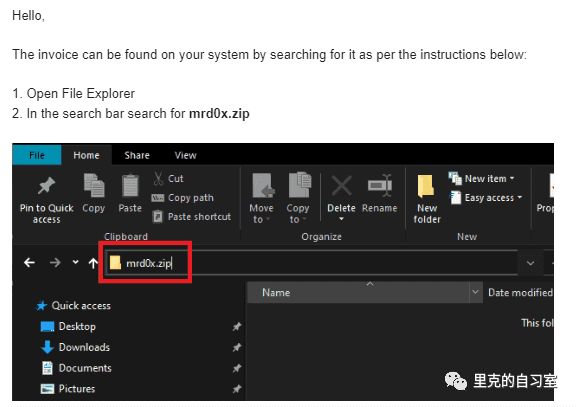 Hello,
The invoice can be found on your system by searching for it as per the instructions below:
1. Open File Explorer
2. In the search bar search for mrd0x.zip
File Home Share View
Pin to Quick access
Copy
Paste
Cut
Copy path
Paste shortcut
Clipboard
Move to
Copy to
Delete
Rename
Organize
New folder
New item
Easy access
New
Prop
mrd0x.zip
Name
Date modified
Quick access
Desktop
Downloads
Documents
Pictures
This fol
里克的自习室